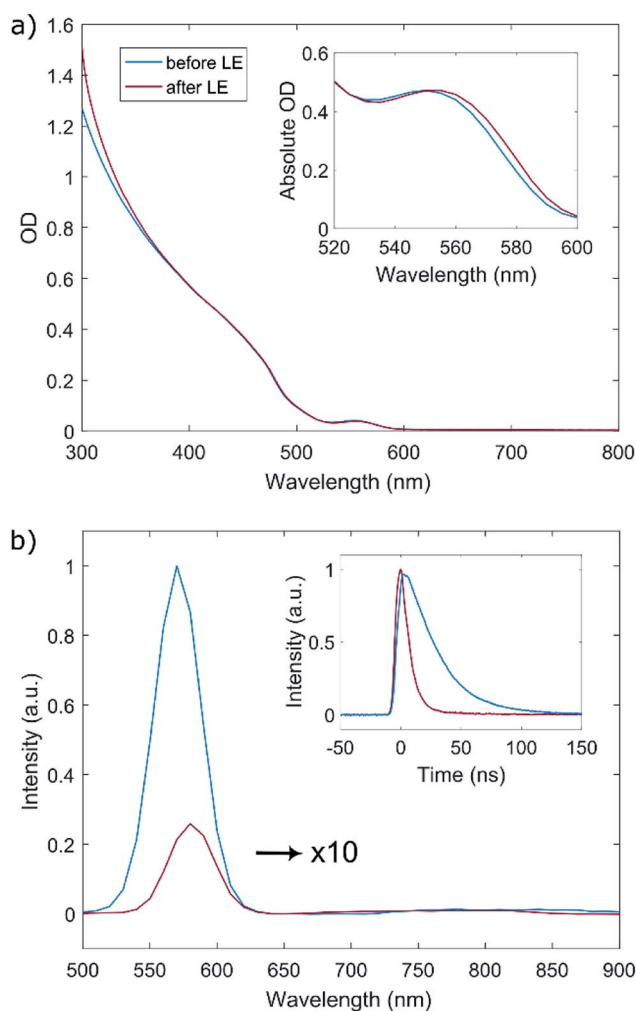 a)
1.6
1.4
1.2
1
0.8
0.6
0.4
0.2
0
OD
before LE
after LE
300 400 500 600 700 800
Wavelength (nm)
0.6
0.4
0.2
0
Absolute OD
520 540 560 580 600
Wavelength (nm)
b)
1
0.8
0.6
0.4
0.2
0
Intensity (a.u.)
→ x10
500 550 600 650 700 750 800 850 900
Wavelength (nm)
1
0.5
0
Intensity (a.u.)
-50 0 50 100 150
Time (ns)